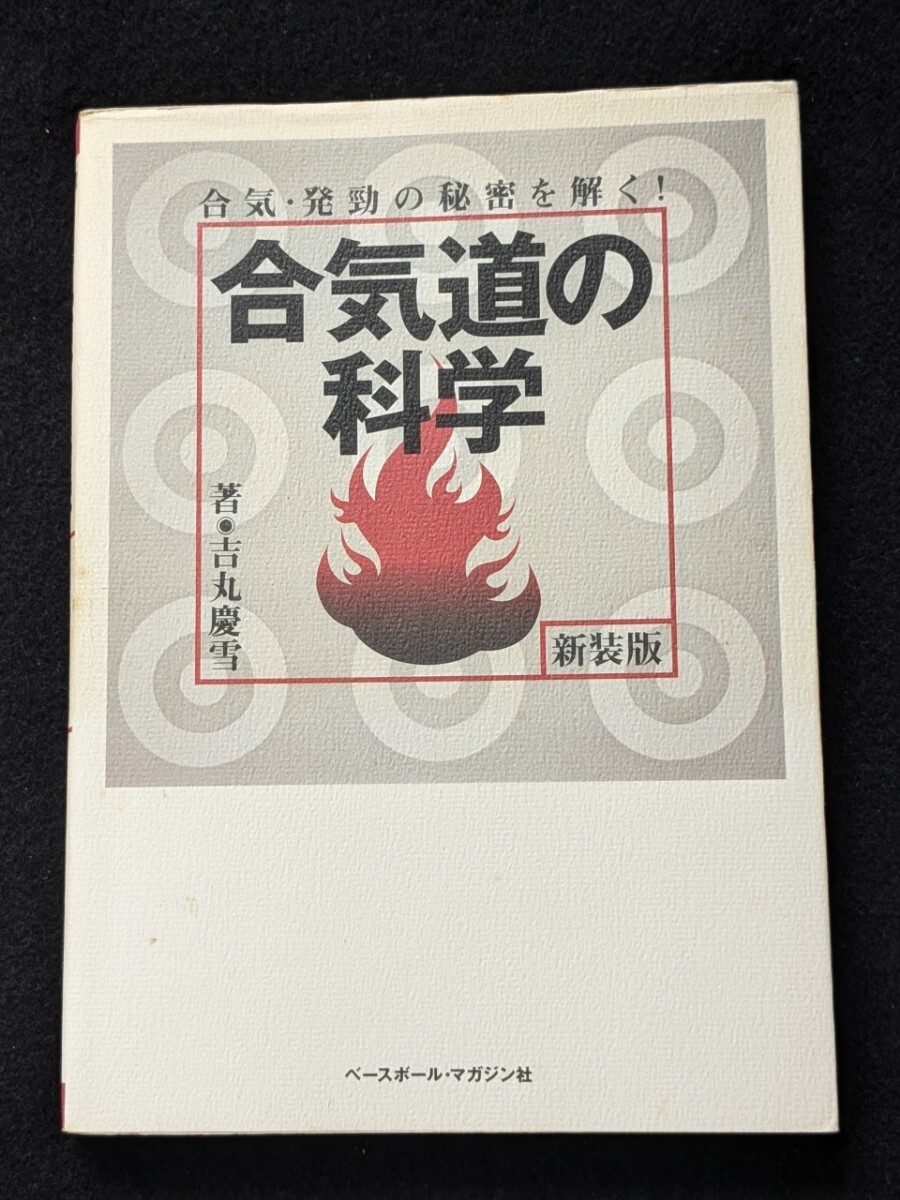 合気・発勁の秘密を解く!
合気道の
科学
著●吉丸慶雪
新装版
ベースボール・マガジン社